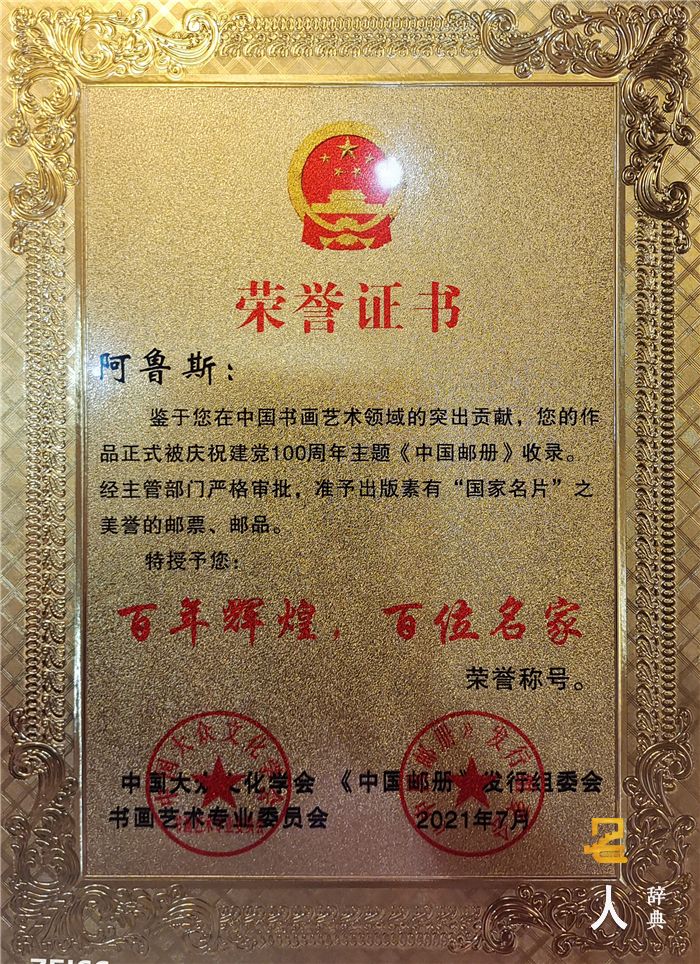 荣誉证书
阿鲁斯：
鉴于您在中国书画艺术领域的突出贡献，您的作
品正式被庆祝建党100周年主题《中国邮册》收录。
经主管部门严格审批，准予出版素有“国家名片”之
美誉的邮票、邮品。
特授予您：
百年辉煌，百位名家
荣誉称号。
中国大众文化学会 《中国邮册》发行组委会
书画艺术专业委员会 2021年7月
名人
辞典